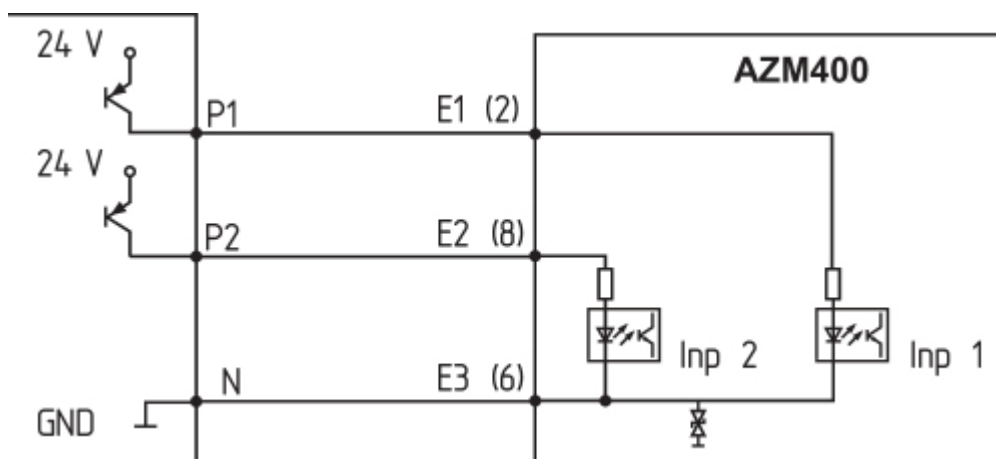 24 V
AZM400
P1
E1 (2)
24 V
P2
E2 (8)
Inp 2
Inp 1
N
E3 (6)
GND